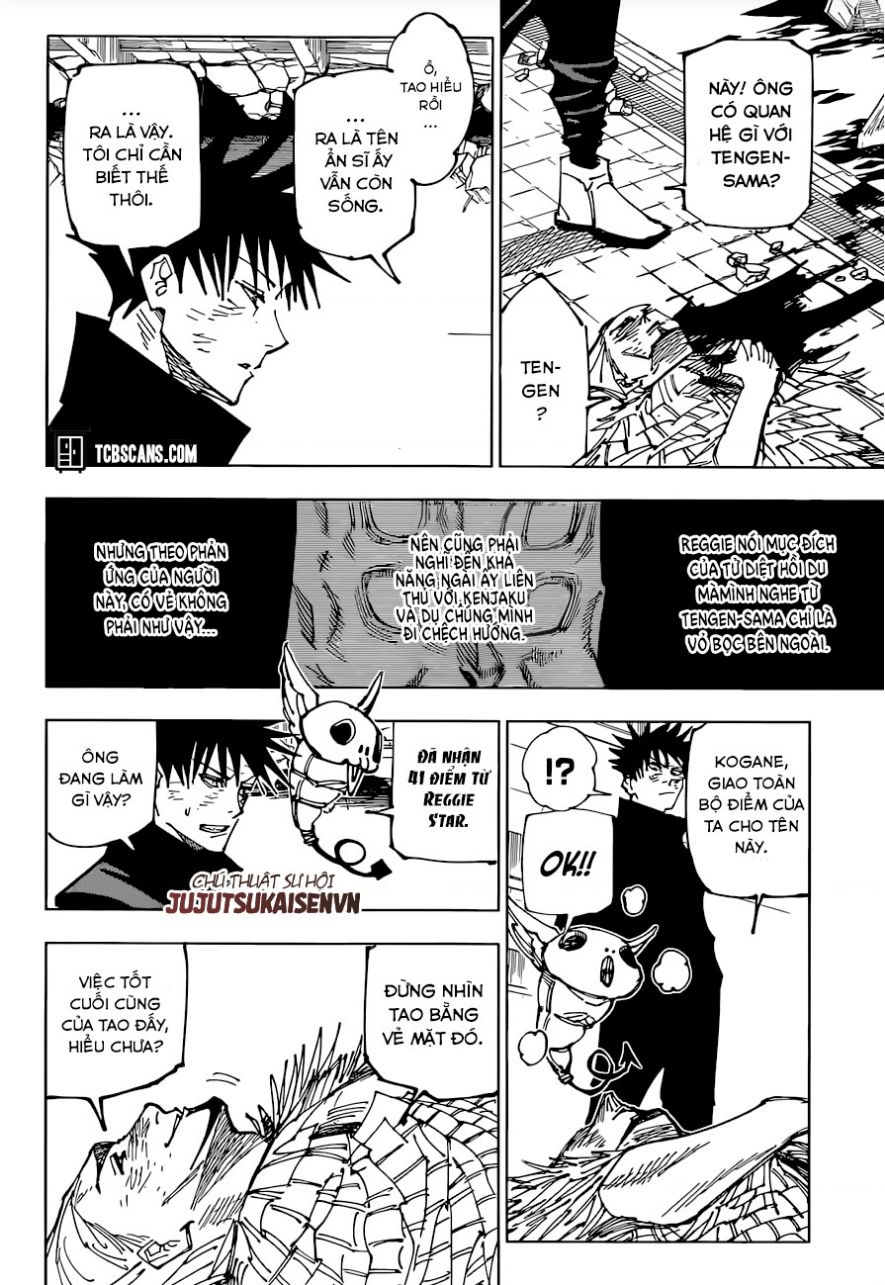 NÀY! ÔNG
CÓ QUAN
HỆ GÌ VỚI
TENGEN-
SAMA?
TEN-
GEN
?
Ồ,
TAO HIỂU
RỒI
...
...
RA LÀ TÊN
ẨN SĨ ẤY
VẪN CÒN
SỐNG.
...
RA LÀ VẬY.
TÔI CHỈ CẦN
BIẾT THẾ
THÔI.
TCBSCANS.COM
REGGIE NÓI MỤC ĐÍCH
CỦA TỬ DIỆT HỒI DU
MÀMÌNH NGHE TỪ
TENGEN-SAMA CHỈ LÀ
VỎ BỌC BÊN NGOÀI.
NÊN CŨNG PHẢI
NGHĨ ĐẾN KHẢ
NĂNG NGÀI ẤY LIÊN
THỦ VỚI KENJAKU
VÀ DỤ CHÚNG MÌNH
ĐI CHỆCH HƯỚNG.
NHƯNG THEO PHẢN
ỨNG CỦA NGƯỜI
NÀY, CÓ VẺ KHÔNG
PHẢI NHƯ VẬY...
KOGANE,
GIAO TOÀN
BỘ ĐIỂM CỦA
TA CHO TÊN
NÀY.
!?
OK!!
ĐÃ NHẬN
41 ĐIỂM TỪ
REGGIE
STAR.
ÔNG
ĐANG LÀM
GÌ VẬY?
CHÚ THUẬT SƯ HỒI
JUJUTSUKAISENVN
ĐỪNG NHÌN
TAO BẰNG
VẺ MẶT ĐÓ.
VIỆC TỐT
CUỐI CÙNG
CỦA TAO ĐẤY,
HIỂU CHƯA?